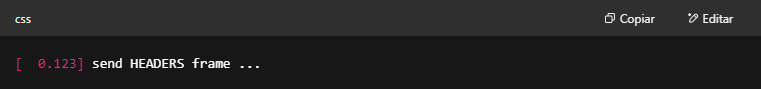 css
Copiar
Editar
[  0.123] send HEADERS frame ...